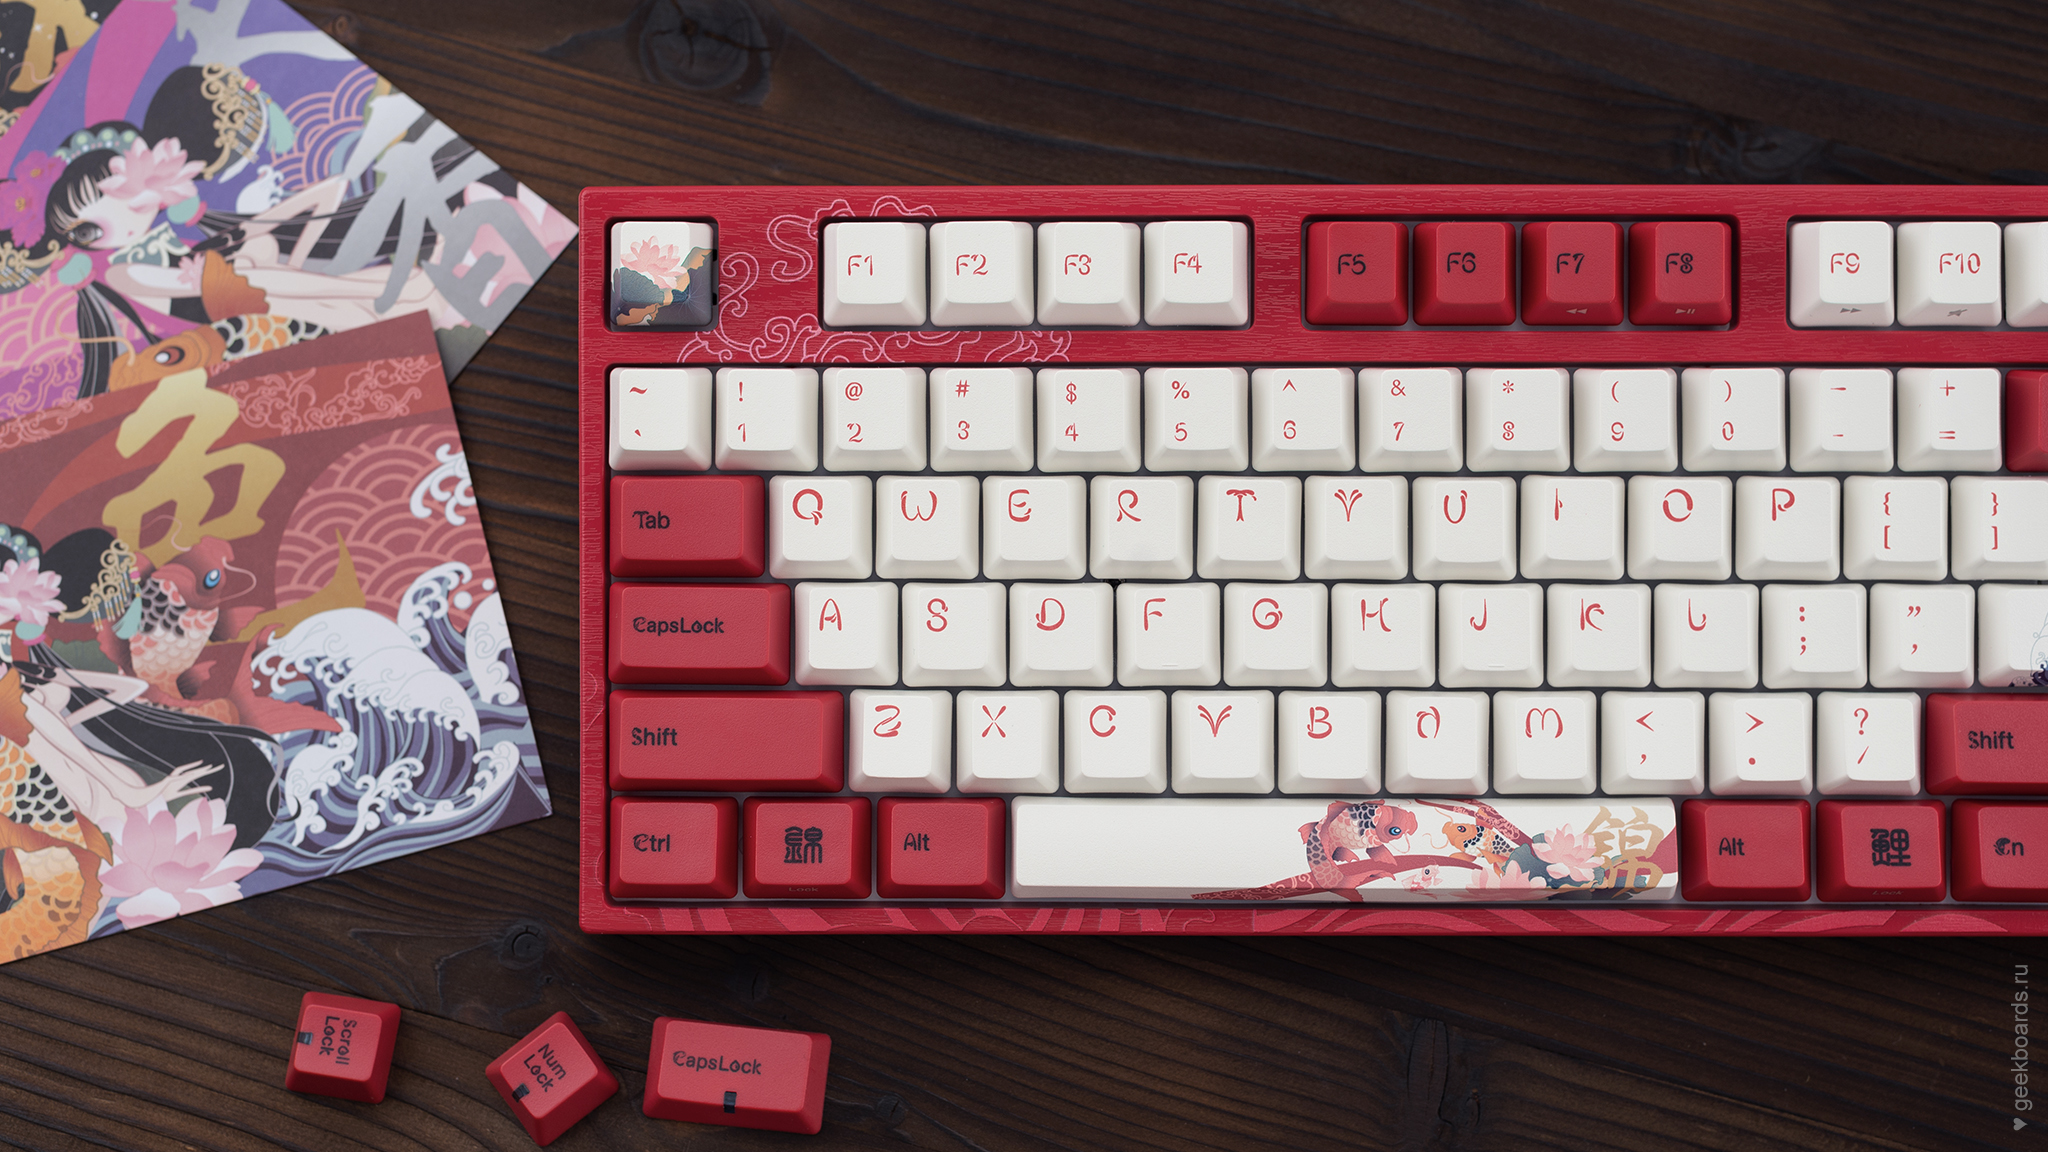 F1 F2 F3 F4 F5 F6 F7 F8 F9 F10
~ ! @ # $ % ^ & * ( ) — +
` 1 2 3 4 5 6 7 8 9 0 - =
Tab Q W E R T Y U I O P { }
[ ]
CapsLock A S D F G H J K L : "
; '
Shift Z X C V B N M < > ? Shift
, . /
Ctrl 錦 Alt 錦 Alt 鯉 Fn
Lock Lock
Scroll
Lock
Num
Lock
CapsLock
geekboards.ru